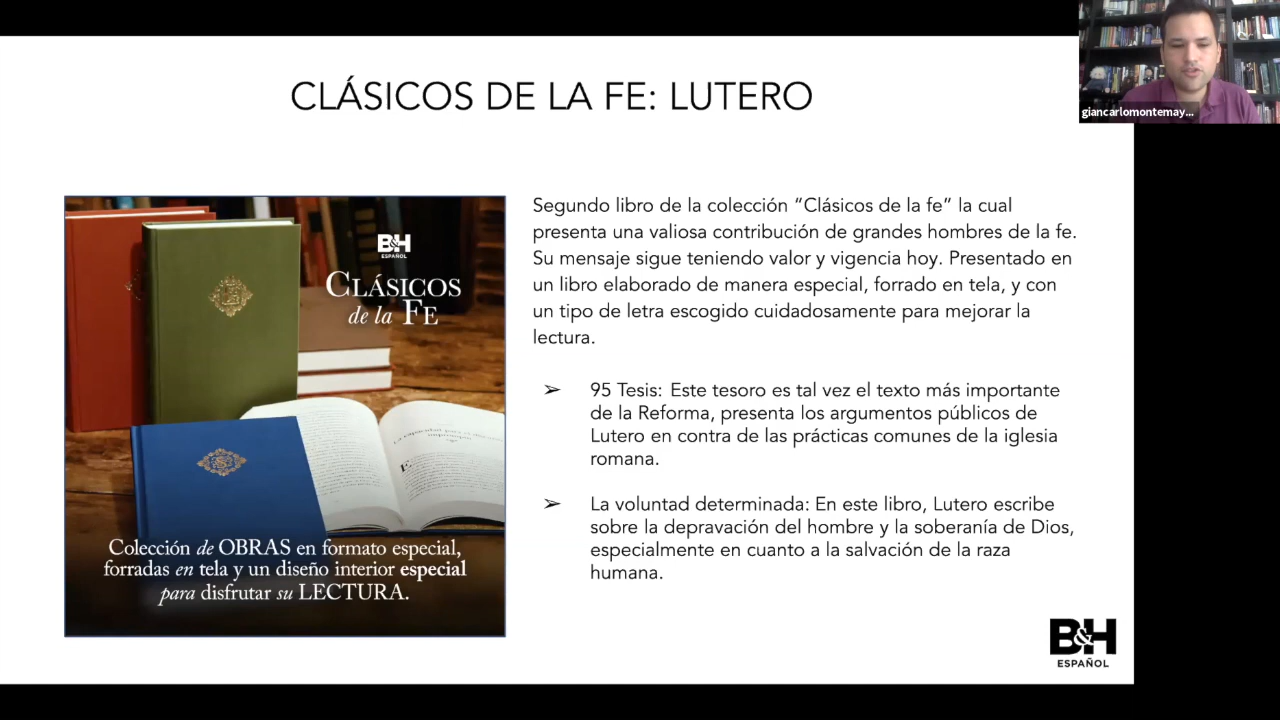 CLÁSICOS DE LA FE: LUTERO
giancarlomontemay...
B&H
ESPAÑOL
CLÁSICOS
de la FE
Colección de OBRAS en formato especial,
forradas en tela y un diseño interior especial
para disfrutar su LECTURA.
Segundo libro de la colección “Clásicos de la fe” la cual
presenta una valiosa contribución de grandes hombres de la fe.
Su mensaje sigue teniendo valor y vigencia hoy. Presentado en
un libro elaborado de manera especial, forrado en tela, y con
un tipo de letra escogido cuidadosamente para mejorar la
lectura.
➢ 95 Tesis: Este tesoro es tal vez el texto más importante
de la Reforma, presenta los argumentos públicos de
Lutero en contra de las prácticas comunes de la iglesia
romana.
➢ La voluntad determinada: En este libro, Lutero escribe
sobre la depravación del hombre y la soberanía de Dios,
especialmente en cuanto a la salvación de la raza
humana.
B&H
ESPAÑOL